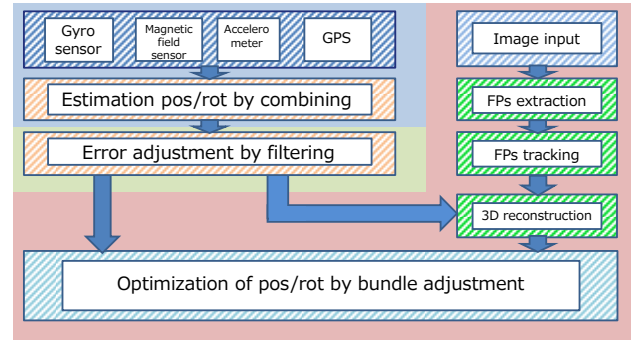 Gyro
sensor
Magnetic
field
sensor
Accelero
meter
GPS
Image input
Estimation pos/rot by combining
FPs extraction
Error adjustment by filtering
FPs tracking
3D reconstruction
Optimization of pos/rot by bundle adjustment